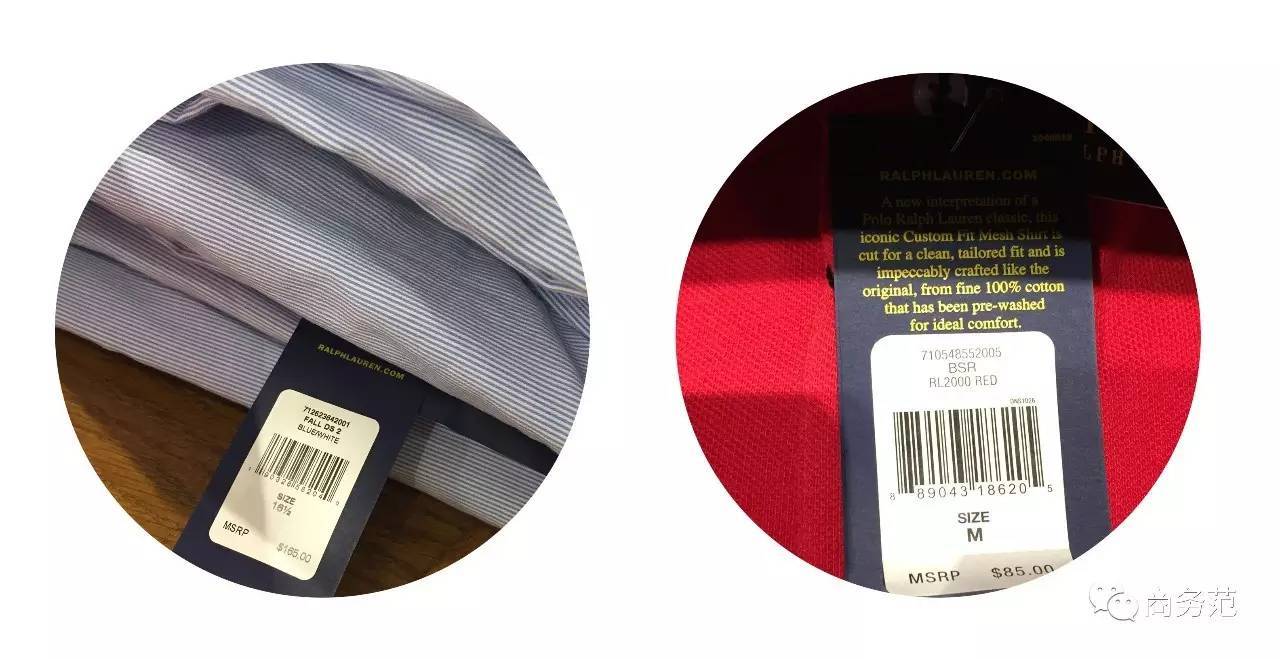 RALPHLAUREN.COM
712623642001
FALL DS 2
BLUE/WHITE
SIZE
16½
MSRP
$165.00
LPH
RALPHLAUREN.COM
A new interpretation of a
Polo Ralph Lauren classic, this
iconic Custom Fit Mesh Shirt is
cut for a clean, tailored fit and is
impeccably crafted like the
original, from fine 100% cotton
that has been pre-washed
for ideal comfort.
710548552005
BSR
RL2000 RED
8 89043 18620 5
SIZE
M
MSRP $85.00
商务范